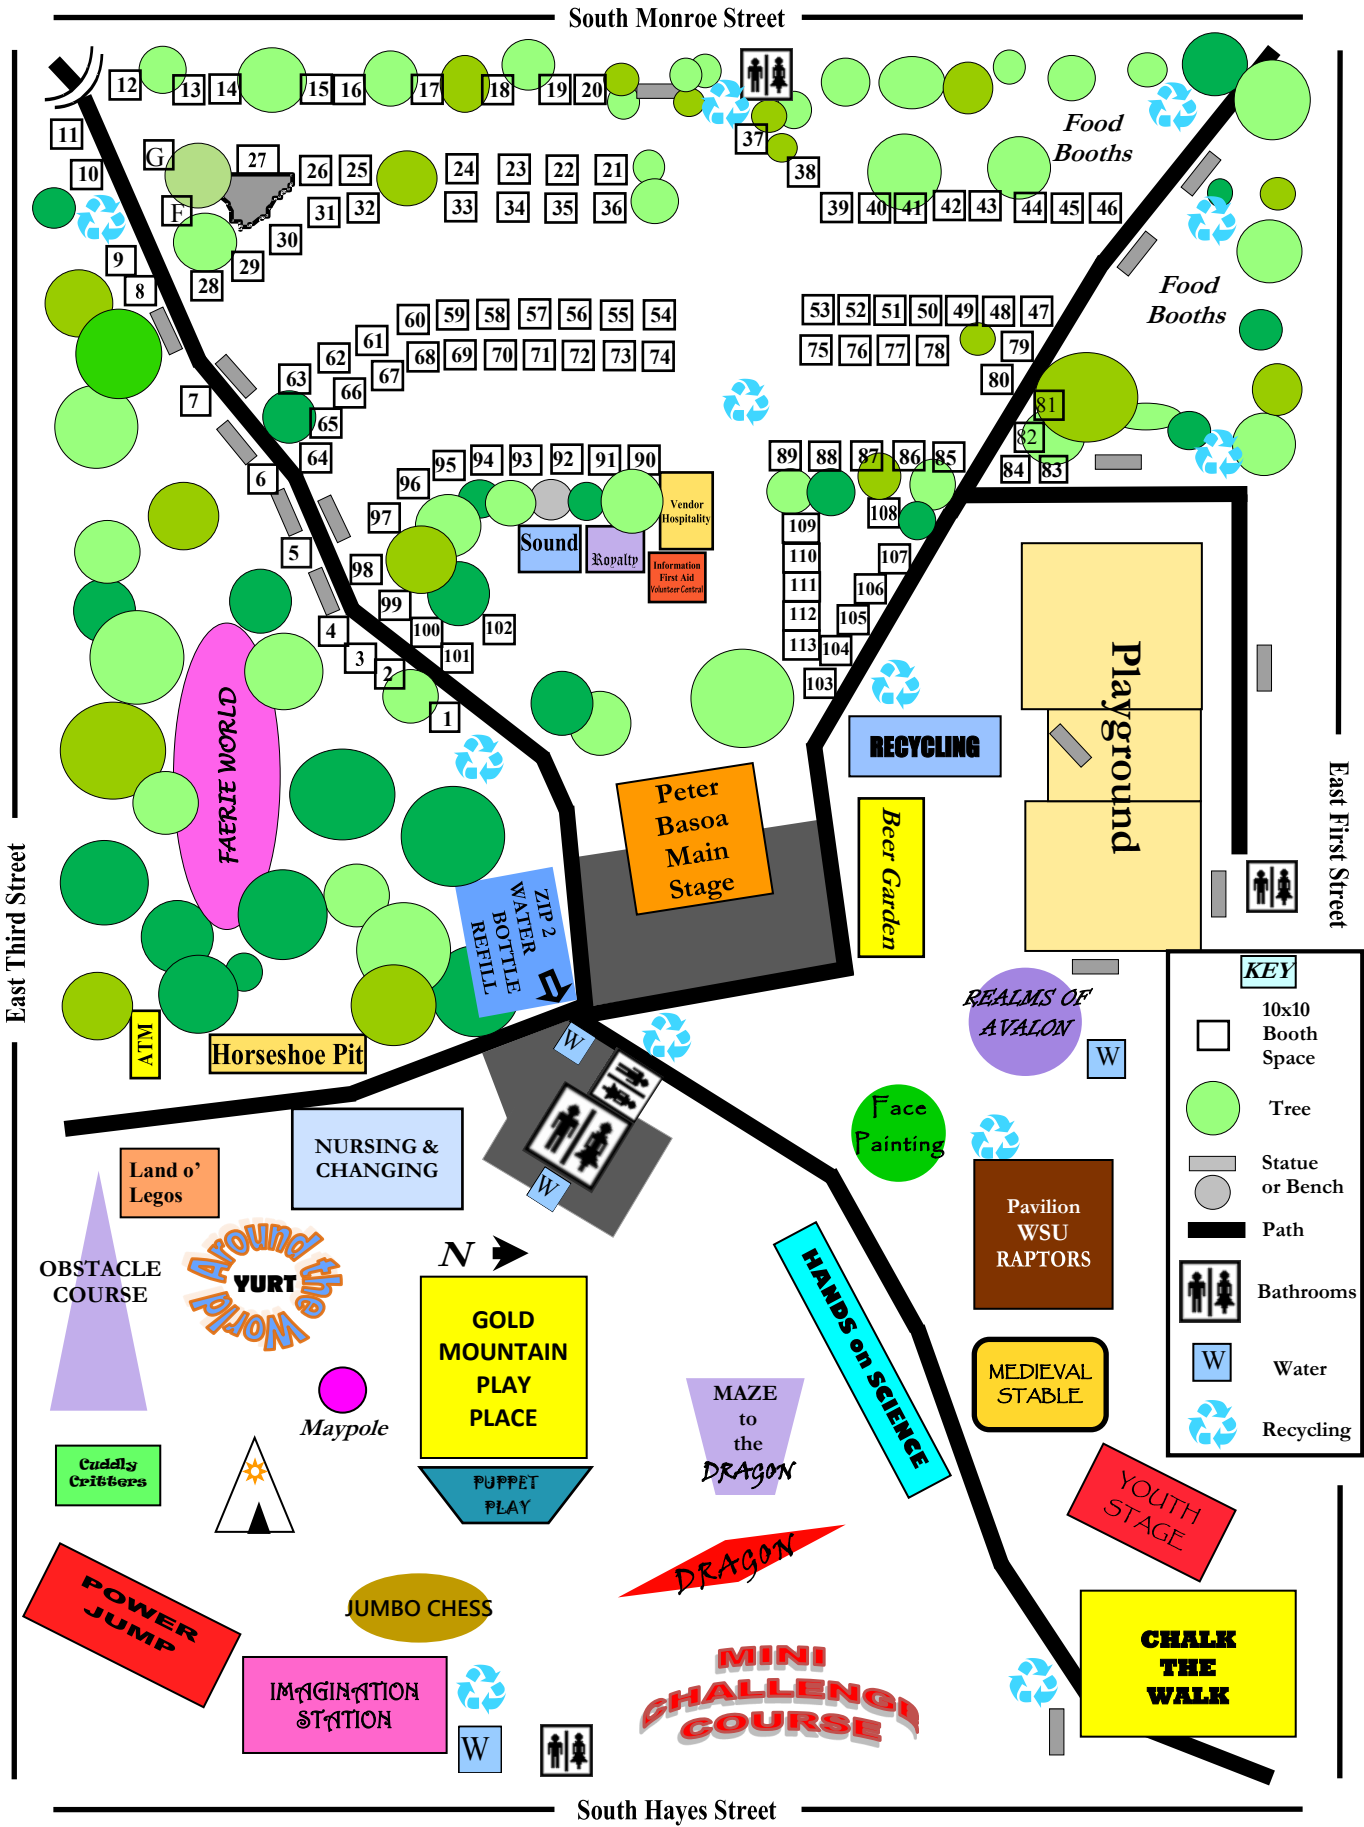 South Monroe Street
12 13 14 15 16 17 18 19 20
11
37
Food
Booths
G 27 26 25 24 23 22 21
10
38
F 31 32 33 34 35 36
39 40 41 42 43 44 45 46
30
9 29
8 28
Food
Booths
60 59 58 57 56 55 54
53 52 51 50 49 48 47
61
62 68 69 70 71 72 73 74
75 76 77 78 79
63 67
80
66
7
81
65
82
64
95 94 93 92 91 90
89 88 87 86 85
84 83
6
96
97
Vendor
Hospitality
108
109
5
Sound
Royalty
110 107
98
Information
First Aid
Volunteer Central
111 106
99
112 105
4 100 102
113 104
3 101
2
103
1
FAERIE WORLD
Playground
RECYCLING
Peter
Basoa
Main
Stage
Beer Garden
East Third Street
East First Street
ZIP 2
WATER
BOTTLE
REFILL
KEY
10x10
Booth
Space
Tree
Statue
or Bench
Path
Bathrooms
W
Water
Recycling
REALMS OF
AVALON
W
ATM
Horseshoe Pit
W
Face
Painting
NURSING &
CHANGING
Land o'
Legos
W
Pavilion
WSU
RAPTORS
OBSTACLE
COURSE
Around the World
YURT
N
HANDS on SCIENCE
GOLD
MOUNTAIN
PLAY
PLACE
MEDIEVAL
STABLE
MAZE
to
the
DRAGON
Maypole
Cuddly
Critters
PUPPET
PLAY
YOUTH
STAGE
DRAGON
POWER
JUMP
JUMBO CHESS
CHALK
THE
WALK
MINI
CHALLENGE
COURSE
IMAGINATION
STATION
W
South Hayes Street